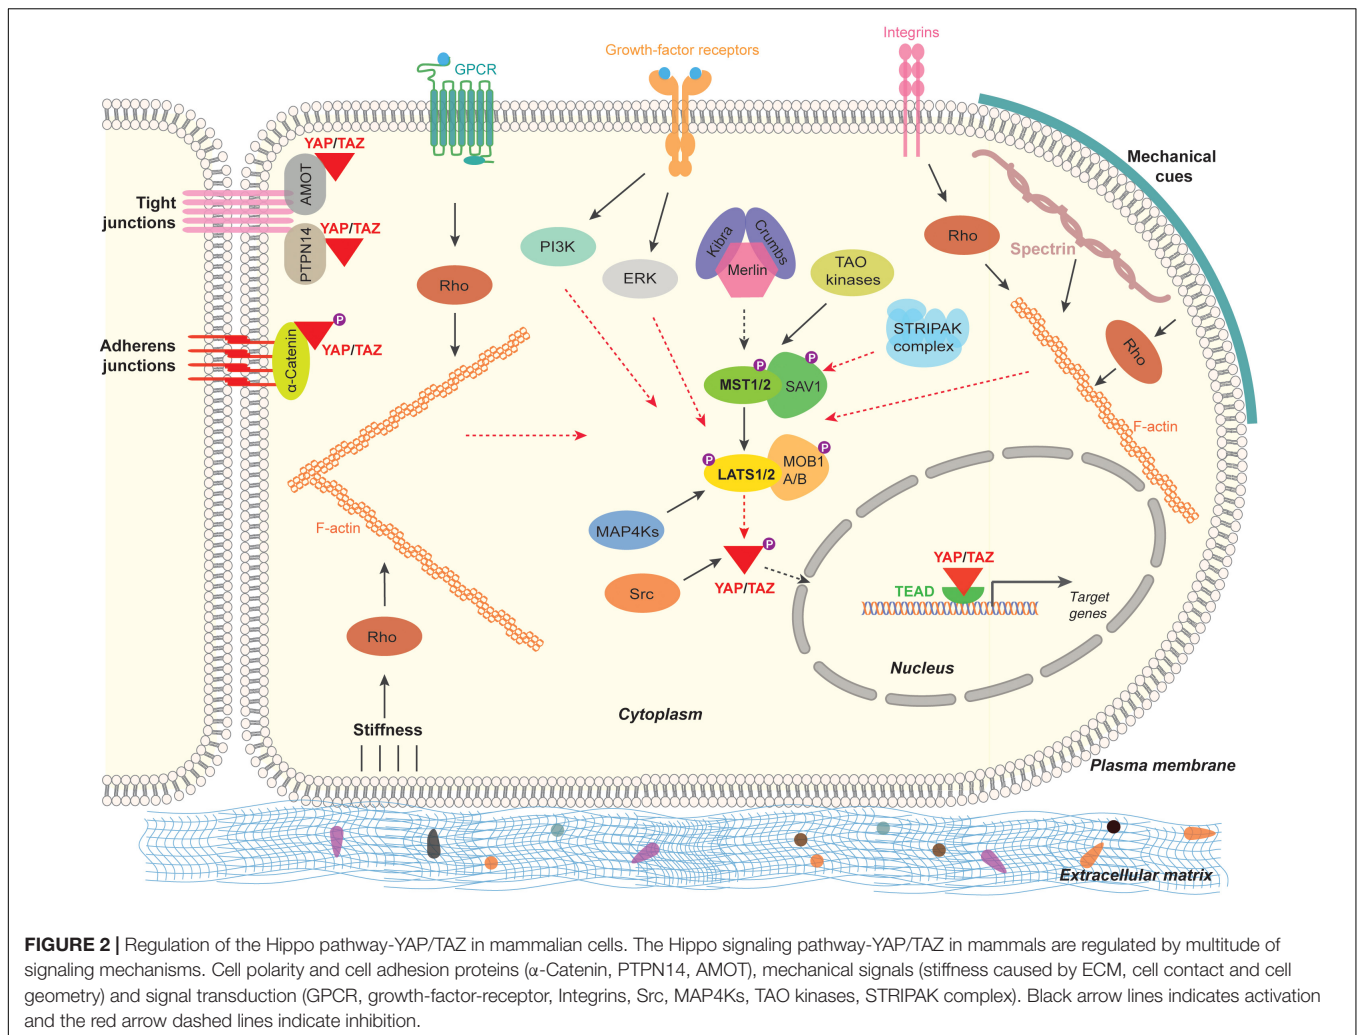 Integrins
Growth-factor receptors
GPCR
YAP/TAZ
AMOT
Mechanical
cues
Tight
junctions
YAP/TAZ
PTPN14
PI3K
ERK
Rho
Kibra
Crumbs
Merlin
TAO
kinases
Rho
Spectrin
STRIPAK
complex
P
YAP/TAZ
α-Catenin
Adherens
junctions
Rho
P
P
MST1/2
SAV1
F-actin
P
P
LATS1/2
MOB1
A/B
F-actin
MAP4Ks
P
YAP/TAZ
Src
YAP/TAZ
TEAD
Target
genes
Rho
Nucleus
Cytoplasm
Stiffness
Plasma membrane
Extracellular matrix
FIGURE 2 | Regulation of the Hippo pathway-YAP/TAZ in mammalian cells. The Hippo signaling pathway-YAP/TAZ in mammals are regulated by multitude of
signaling mechanisms. Cell polarity and cell adhesion proteins (α-Catenin, PTPN14, AMOT), mechanical signals (stiffness caused by ECM, cell contact and cell
geometry) and signal transduction (GPCR, growth-factor-receptor, Integrins, Src, MAP4Ks, TAO kinases, STRIPAK complex). Black arrow lines indicates activation
and the red arrow dashed lines indicate inhibition.